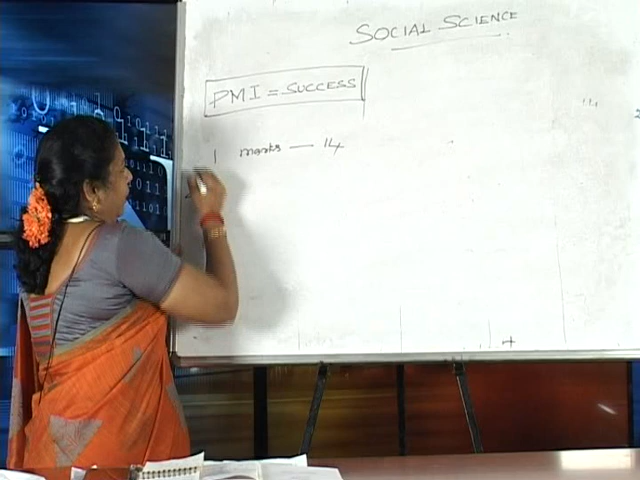 SOCIAL SCIENCE
PMI = SUCCESS
1 marks — 14